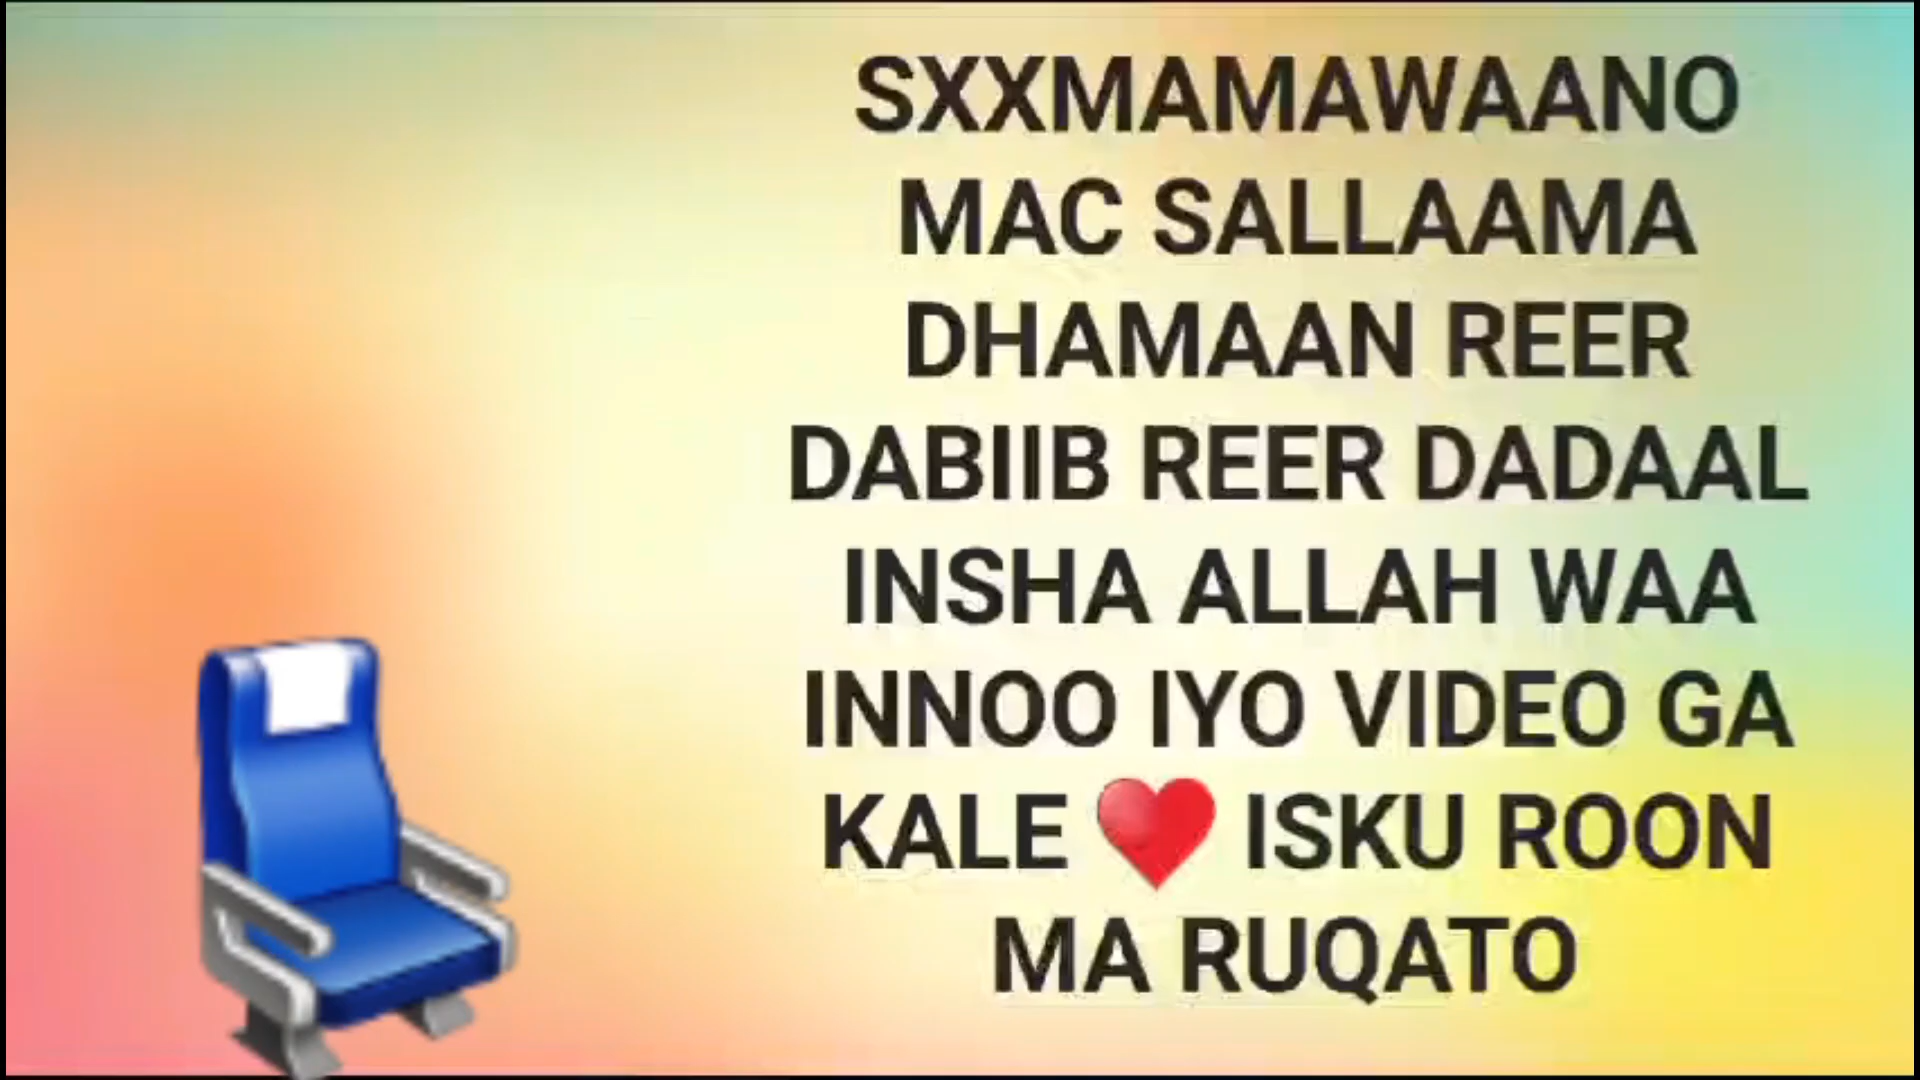 SXXMAMAWAANO
MAC SALLAAMA
DHAMAAN REER
DABIIB REER DADAAL
INSHA ALLAH WAA
INNOO IYO VIDEO GA
KALE ❤️ ISKU ROON
MA RUQATO